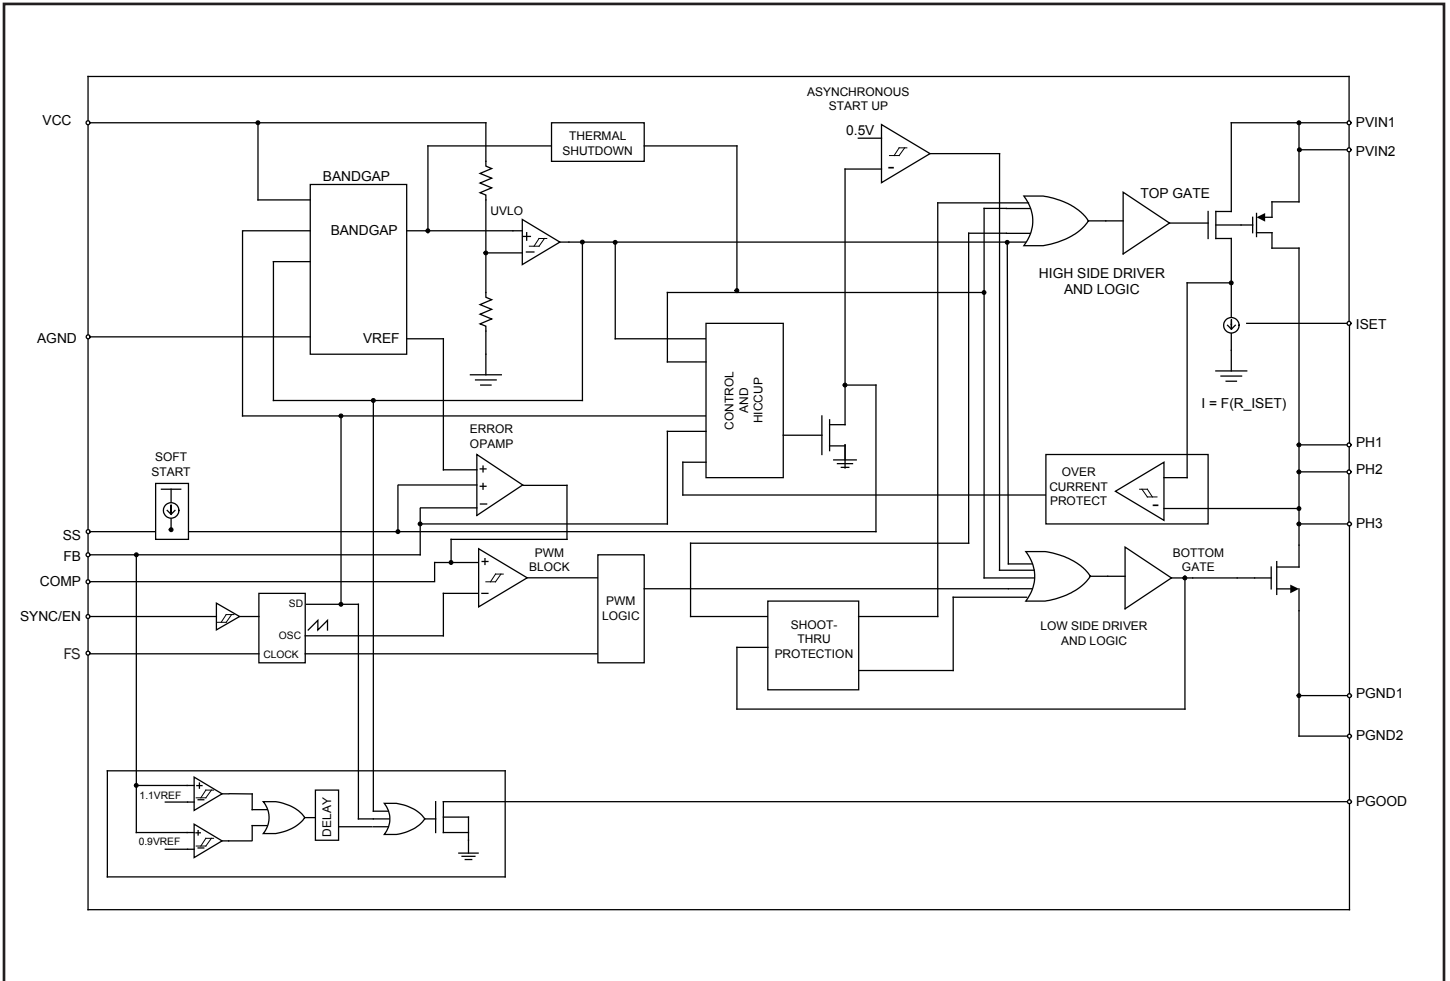 ASYNCHRONOUS
START UP
VCC
0.5V
PVIN1
PVIN2
THERMAL
SHUTDOWN
BANDGAP
BANDGAP
VREF
UVLO
+
−
-
TOP GATE
HIGH SIDE DRIVER
AND LOGIC
AGND
ISET
I = F(R_ISET)
CONTROL
AND
HICCUP
ERROR
OPAMP
+
+
−
SOFT
START
OVER
CURRENT
PROTECT
-
PH1
PH2
PH3
SS
FB
COMP
SYNC/EN
FS
SD
OSC
CLOCK
PWM
BLOCK
+
−
PWM
LOGIC
SHOOT-
THRU
PROTECTION
BOTTOM
GATE
LOW SIDE DRIVER
AND LOGIC
PGND1
PGND2
1.1VREF
+
0.9VREF
+
DELAY
PGOOD